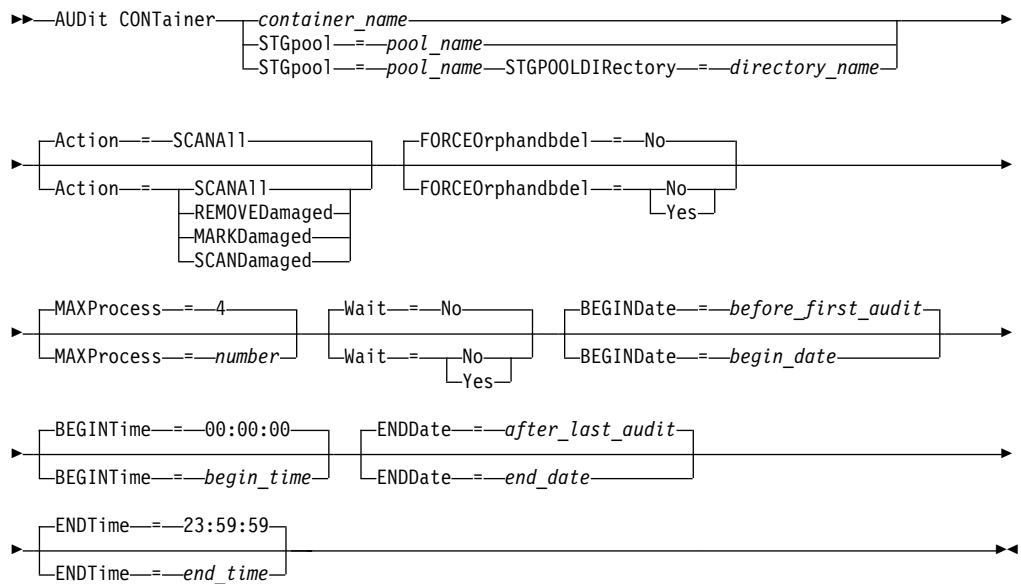 AUDit CONTainer container_name
STGpool = pool_name
STGpool = pool_name STGPOOLDIRectory = directory_name
Action = SCANAll FORCEOrphandbdel = No
Action = SCANAll FORCEOrphandbdel = No
REMOVEDamaged Yes
MARKDamaged
SCANDamaged
MAXProcess = 4 Wait = No BEGINDate = before_first_audit
MAXProcess = number Wait = No BEGINDate = begin_date
Yes
BEGINTime = 00:00:00 ENDDate = after_last_audit
BEGINTime = begin_time ENDDate = end_date
ENDTime = 23:59:59
ENDTime = end_time